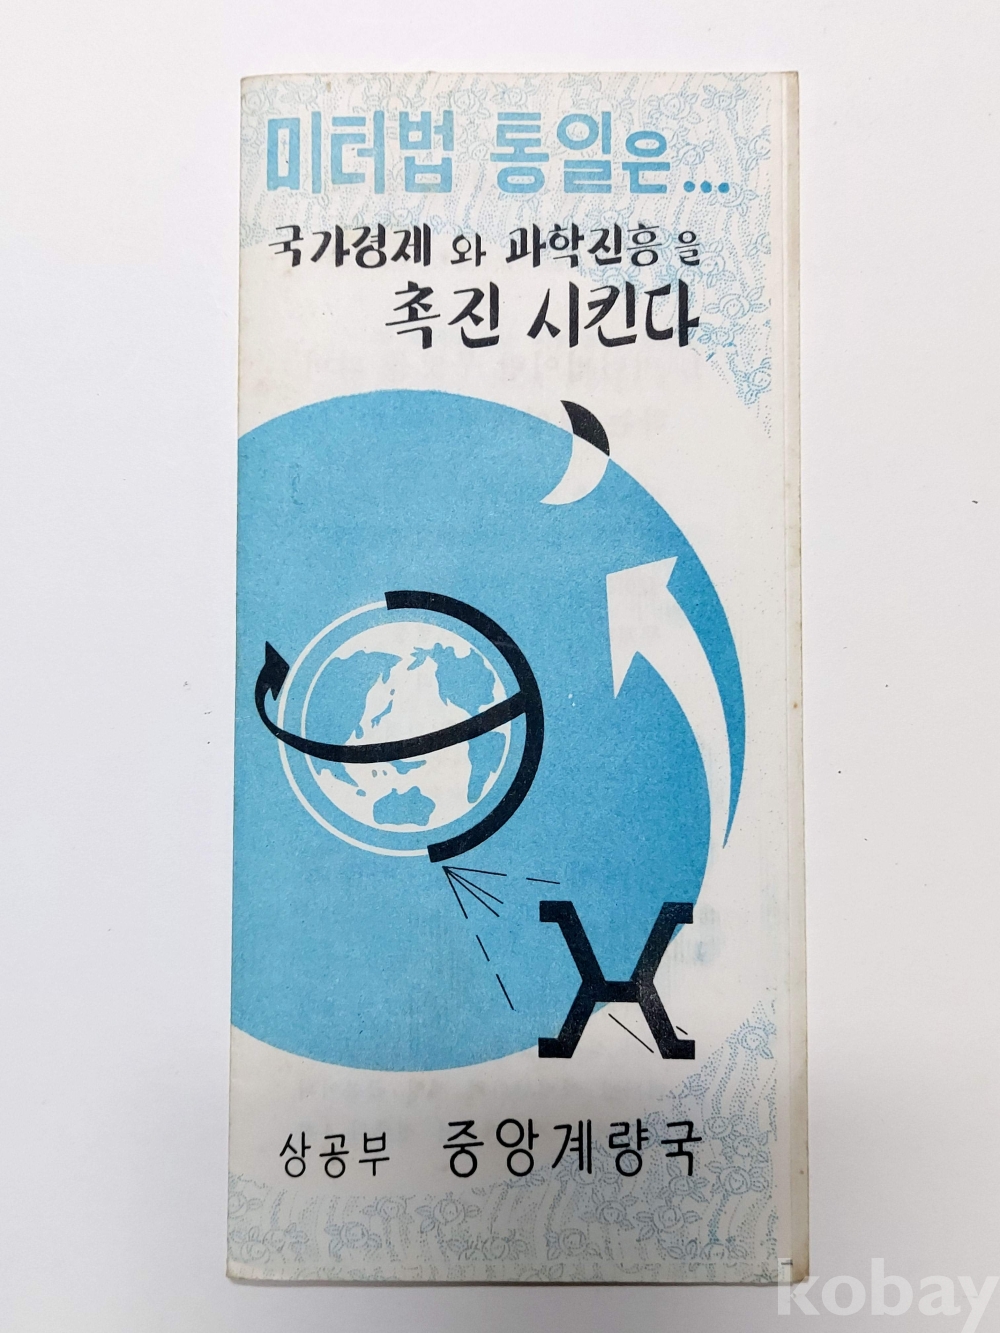 미터법 통일은...
국가경제 와 과학진흥을
촉진 시킨다
상공부 중앙계량국
kobay